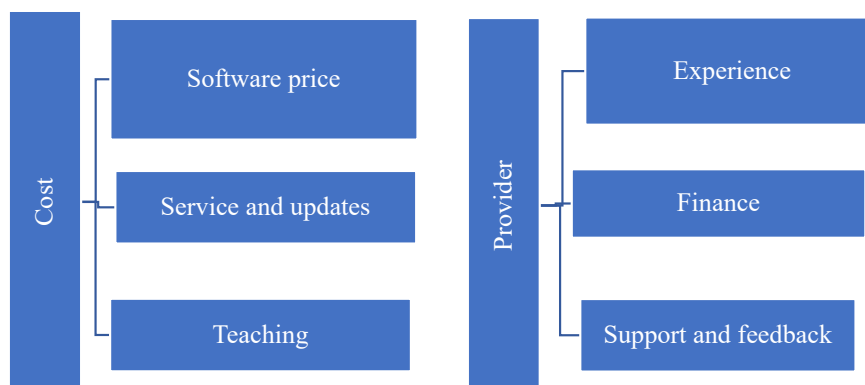 Cost
Software price
Service and updates
Teaching
Provider
Experience
Finance
Support and feedback